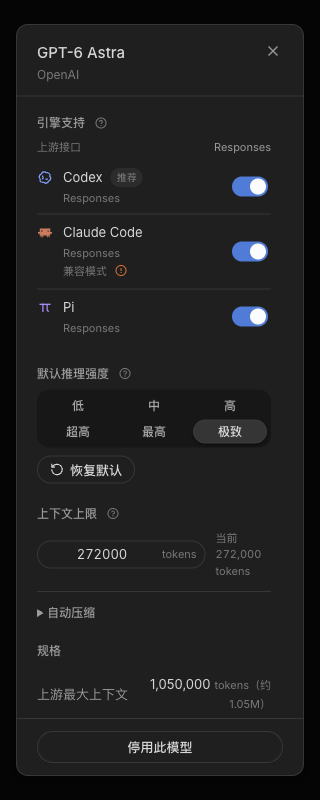 GPT-6 Astra
OpenAI
引擎支持
上游接口 Responses
Codex 推荐
Responses
Claude Code
Responses
兼容模式
Pi
Responses
默认推理强度
低 中 高
超高 最高 极致
恢复默认
上下文上限
272000 tokens
当前
272,000
tokens
自动压缩
规格
上游最大上下文 1,050,000 tokens（约
1.05M）
停用此模型